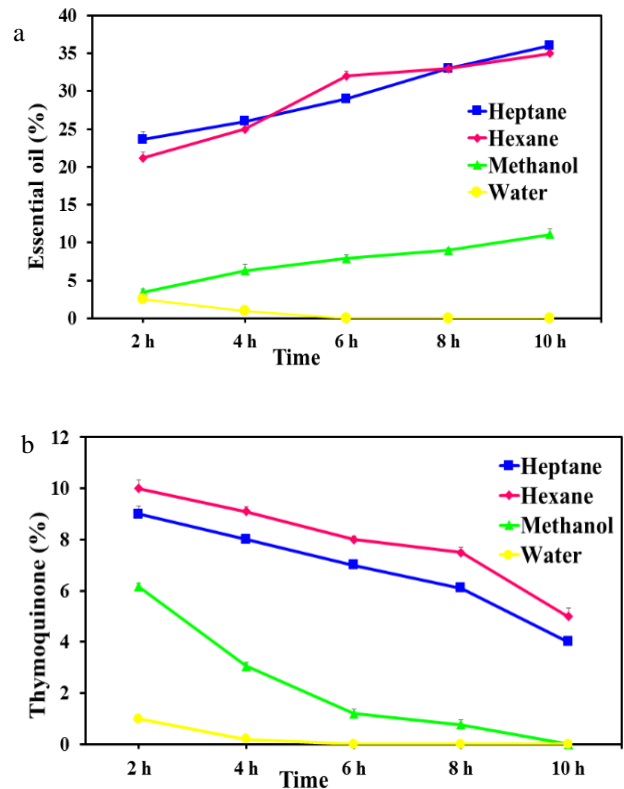 a
40
35
30
25
20
15
10
5
0
Essential oil (%)
Heptane
Hexane
Methanol
Water
2 h 4 h 6 h 8 h 10 h
Time
b
12
10
8
6
4
2
0
Thymoquinone (%)
Heptane
Hexane
Methanol
Water
2 h 4 h 6 h 8 h 10 h
Time